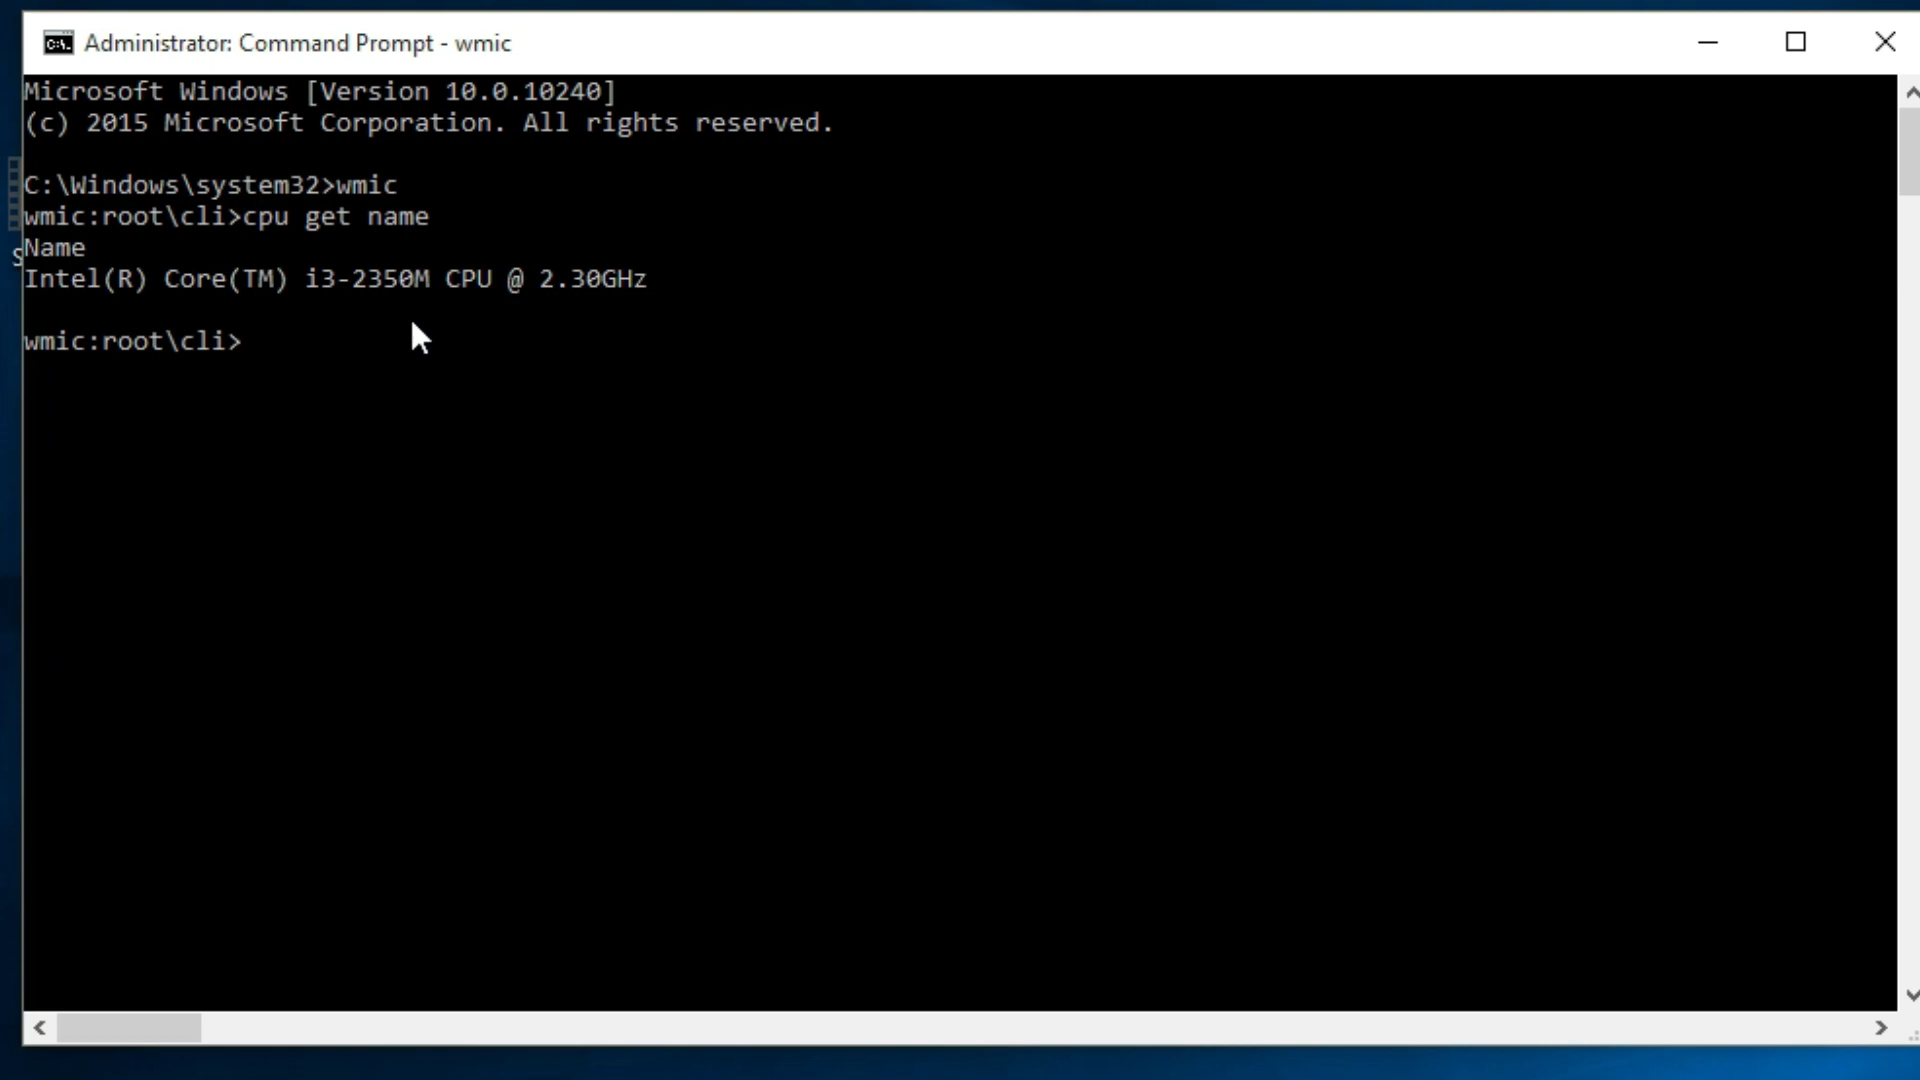 Administrator: Command Prompt - wmic
Microsoft Windows [Version 10.0.10240]
(c) 2015 Microsoft Corporation. All rights reserved.
C:\Windows\system32>wmic
wmic:root\cli>cpu get name
Name
Intel(R) Core(TM) i3-2350M CPU @ 2.30GHz
wmic:root\cli>